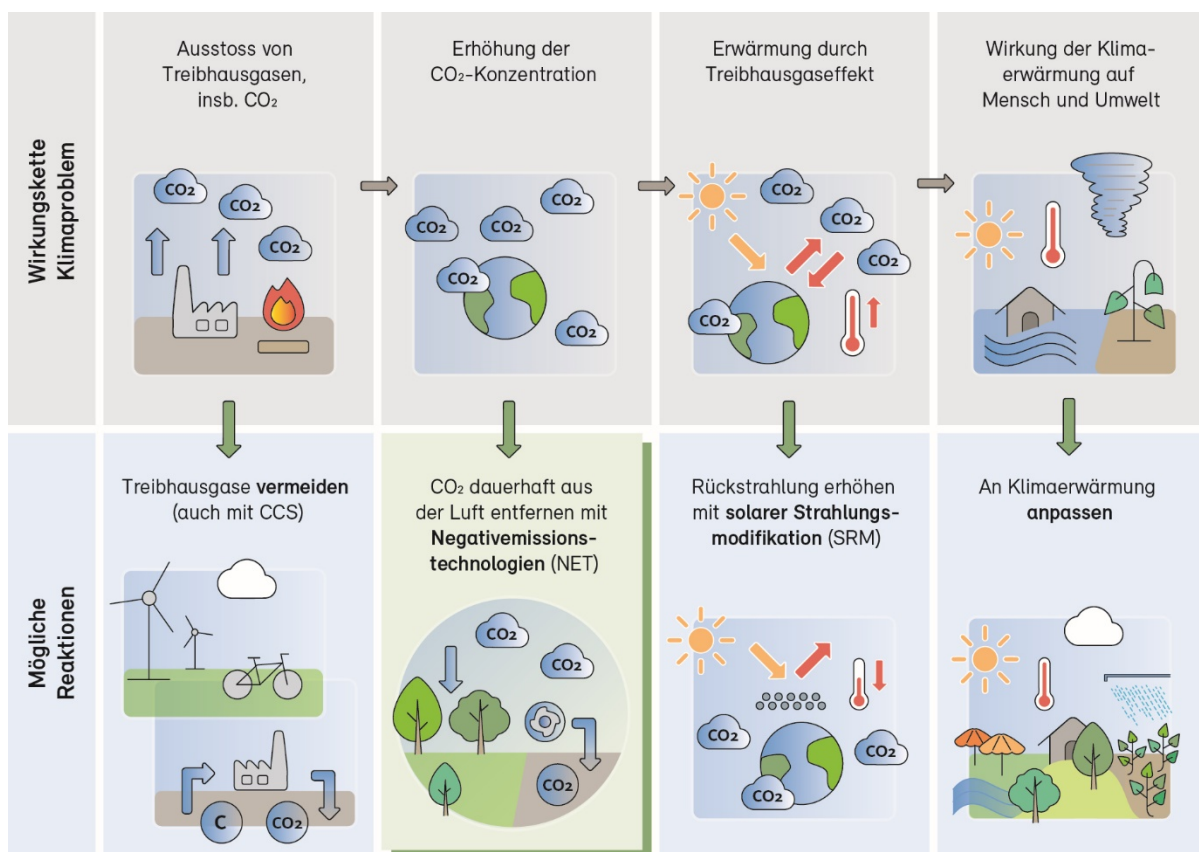 Wirkungskette
Klimaproblem
Ausstoss von
Treibhausgasen,
insb. CO₂
CO₂
CO₂
CO₂
Erhöhung der
CO₂-Konzentration
CO₂
CO₂
CO₂
CO₂
CO₂
Erwärmung durch
Treibhausgaseffekt
CO₂
CO₂
CO₂
CO₂
Wirkung der Klima-
erwärmung auf
Mensch und Umwelt
Mögliche
Reaktionen
Treibhausgase vermeiden
(auch mit CCS)
C
CO₂
CO₂ dauerhaft aus
der Luft entfernen mit
Negativemissions-
technologien (NET)
CO₂
CO₂
CO₂
Rückstrahlung erhöhen
mit solarer Strahlungs-
modifikation (SRM)
CO₂
CO₂
CO₂
An Klimaerwärmung
anpassen